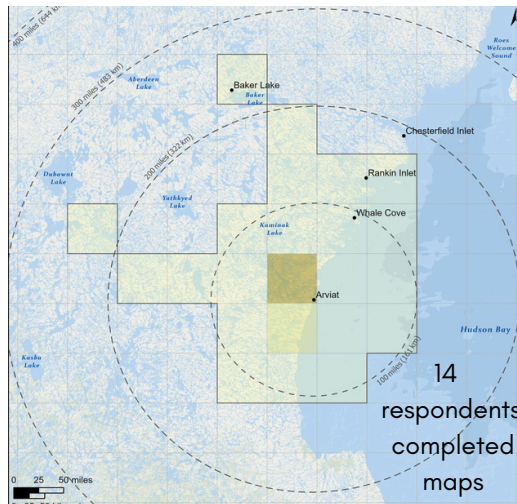 400 miles (644 km)
300 miles (483 km)
200 miles (322 km)
100 miles (161 km)
Roes
Welcome
Sound
Aberdeen
Lake
Baker Lake
Baker
Lake
Chesterfield Inlet
Dubawnt
Lake
Yathkyed
Lake
Rankin Inlet
Whale Cove
Kaminak
Lake
Arviat
Hudson Bay
Kasba
Lake
14
respondents
completed
maps
0 25 50 miles